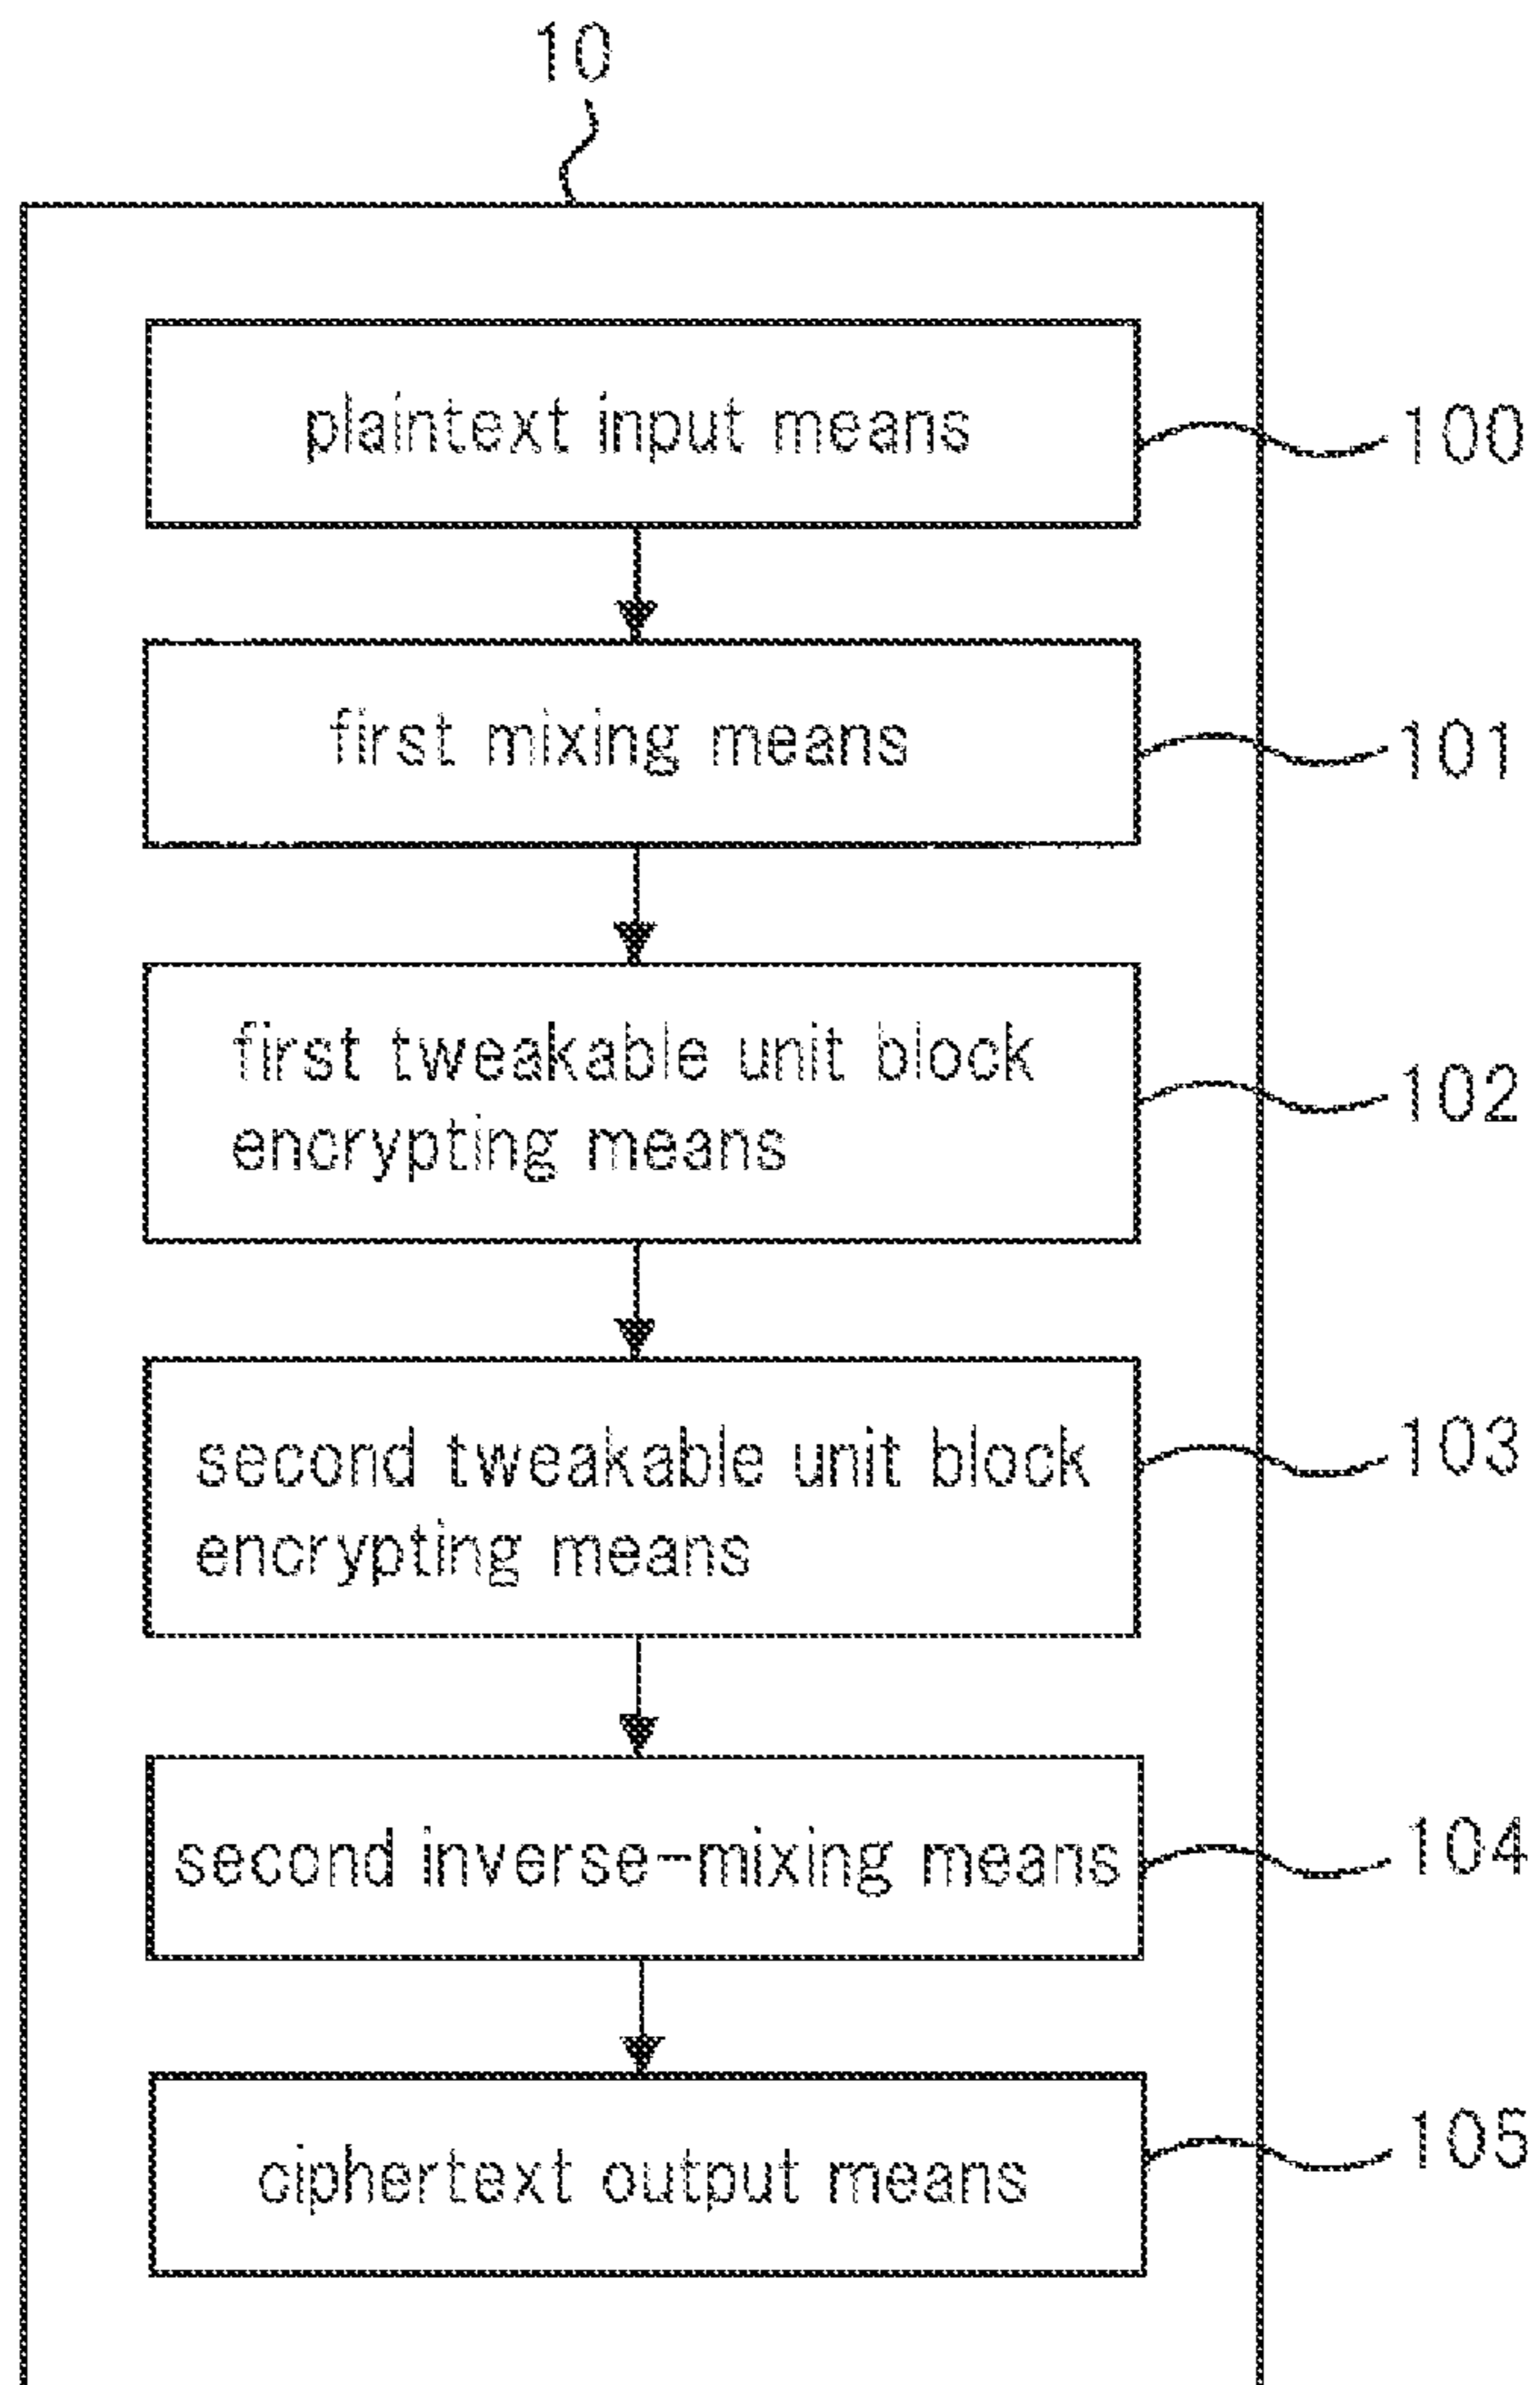 10
plaintext input means
100
first mixing means
101
first tweakable unit block
encrypting means
102
second tweakable unit block
encrypting means
103
second inverse-mixing means
104
ciphertext output means
105